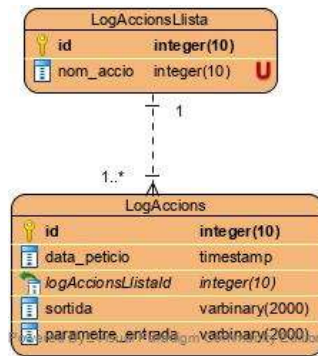 LogAccionsLlista
id integer(10)
nom_accio integer(10) U
1
1..*
LogAccions
id integer(10)
data_peticio timestamp
logAccionsLlistaId integer(10)
sortida varbinary(2000)
parametre_entrada varbinary(2000)